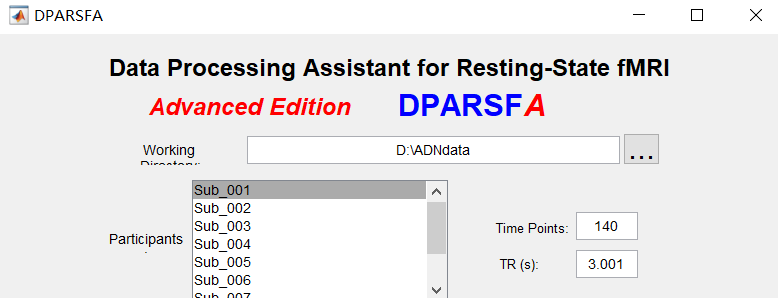 DPARSFA
Data Processing Assistant for Resting-State fMRI
Advanced Edition DPARSFA
Working Directory: D:\ADNdata ...
Participants
Sub_001
Sub_002
Sub_003
Sub_004
Sub_005
Sub_006
Sub_007
Time Points: 140
TR (s): 3.001